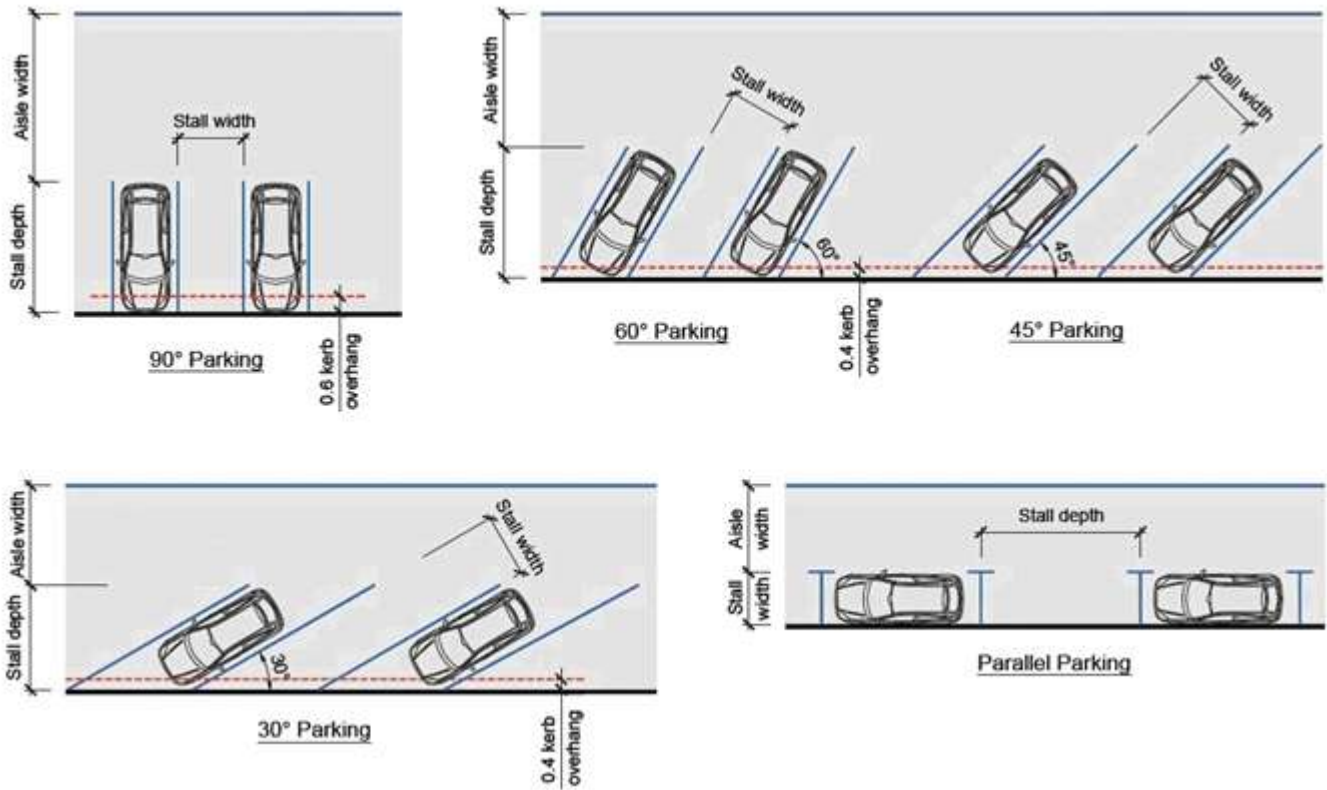 Aisle width
Stall depth
Stall width
90° Parking
0.6 kerb
overhang
Aisle width
Stall depth
Stall width
Stall width
60°
45°
60° Parking
0.4 kerb
overhang
45° Parking
Aisle width
Stall depth
Stall width
30°
30° Parking
0.4 kerb
overhang
Aisle
width
Stall
width
Stall depth
Parallel Parking